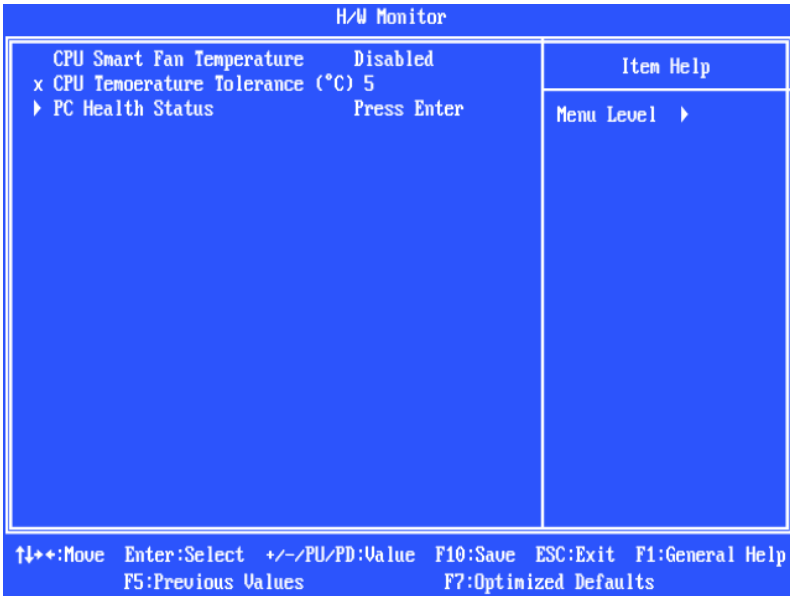 H/W Monitor
CPU Smart Fan Temperature Disabled
x CPU Temoerature Tolerance (°C) 5
PC Health Status Press Enter
Item Help
Menu Level
↑↓→←:Move Enter:Select +/-/PU/PD:Value F10:Save ESC:Exit F1:General Help
F5:Previous Values F7:Optimized Defaults